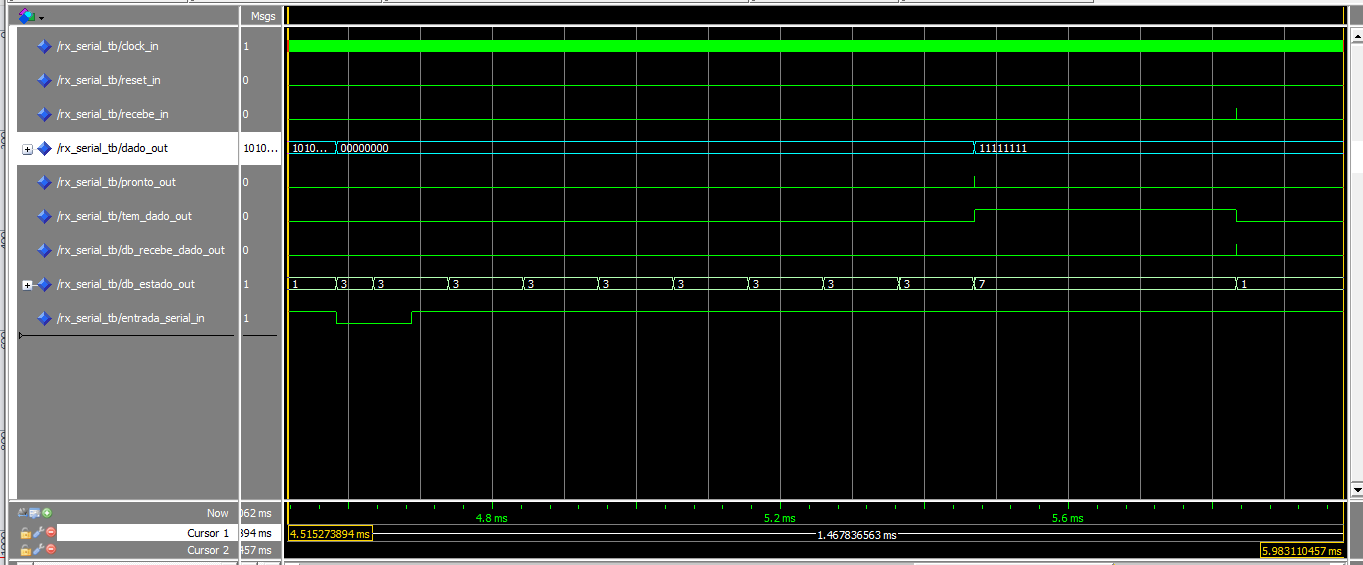 Msgs
/rx_serial_tb/clock_in 1
/rx_serial_tb/reset_in 0
/rx_serial_tb/recebe_in 0
/rx_serial_tb/dado_out 1010... 1010... 00000000 11111111
/rx_serial_tb/pronto_out 0
/rx_serial_tb/tem_dado_out 0
/rx_serial_tb/db_recebe_dado_out 0
/rx_serial_tb/db_estado_out 1 1 3 3 3 3 3 3 3 3 3 7 1
/rx_serial_tb/entrada_serial_in 1
Now 062 ms 4.8 ms 5.2 ms 5.6 ms
Cursor 1 394 ms 4.515273894 ms 1.467836563 ms
Cursor 2 457 ms 5.983110457 ms